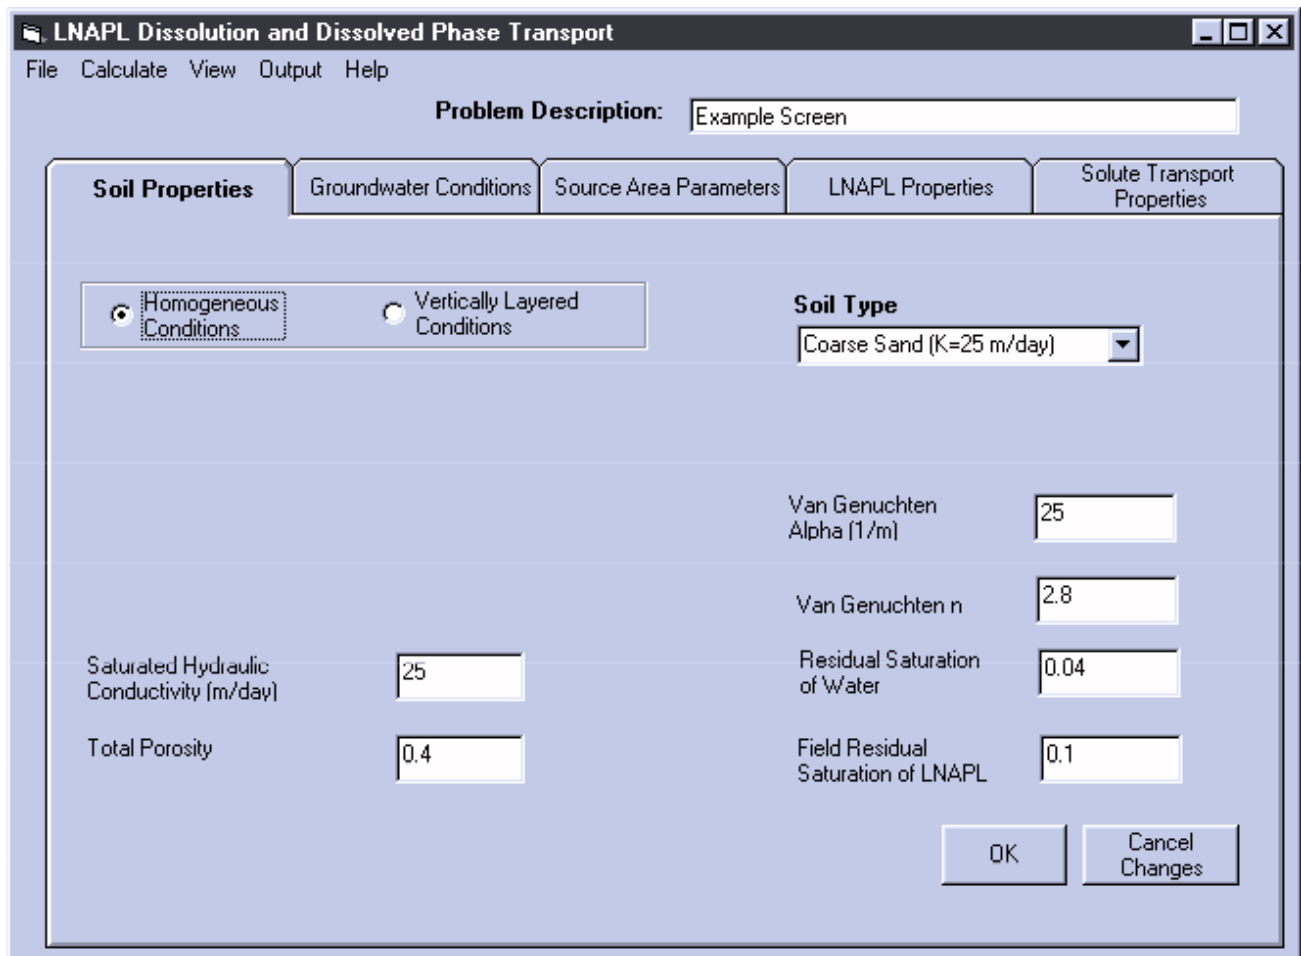 LNAPL Dissolution and Dissolved Phase Transport
File Calculate View Output Help
Problem Description: Example Screen
Soil Properties
Groundwater Conditions
Source Area Parameters
LNAPL Properties
Solute Transport
Properties
Homogeneous
Conditions
Vertically Layered
Conditions
Soil Type
Coarse Sand (K=25 m/day)
Van Genuchten
Alpha (1/m)
25
Van Genuchten n
2.8
Saturated Hydraulic
Conductivity (m/day)
25
Residual Saturation
of Water
0.04
Total Porosity
0.4
Field Residual
Saturation of LNAPL
0.1
OK
Cancel
Changes